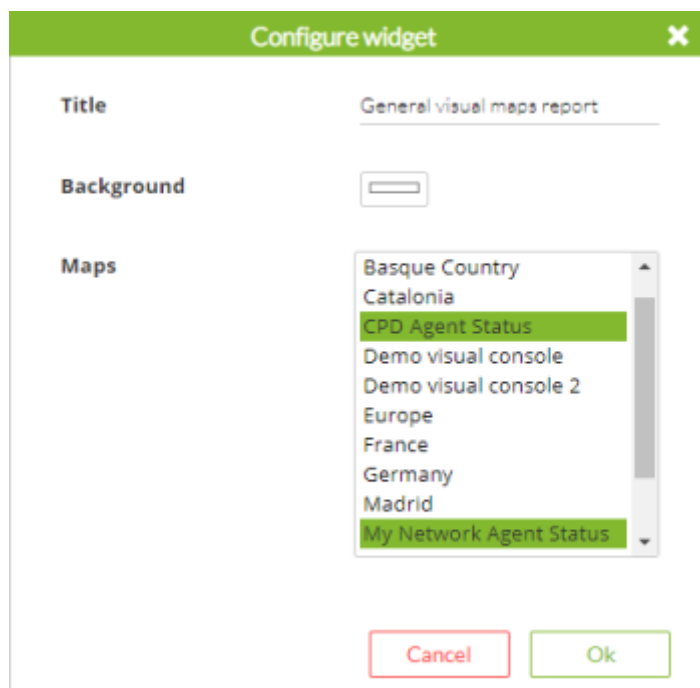 Configure widget
Title
General visual maps report
Background
Maps
Basque Country
Catalonia
CPD Agent Status
Demo visual console
Demo visual console 2
Europe
France
Germany
Madrid
My Network Agent Status
Cancel
Ok